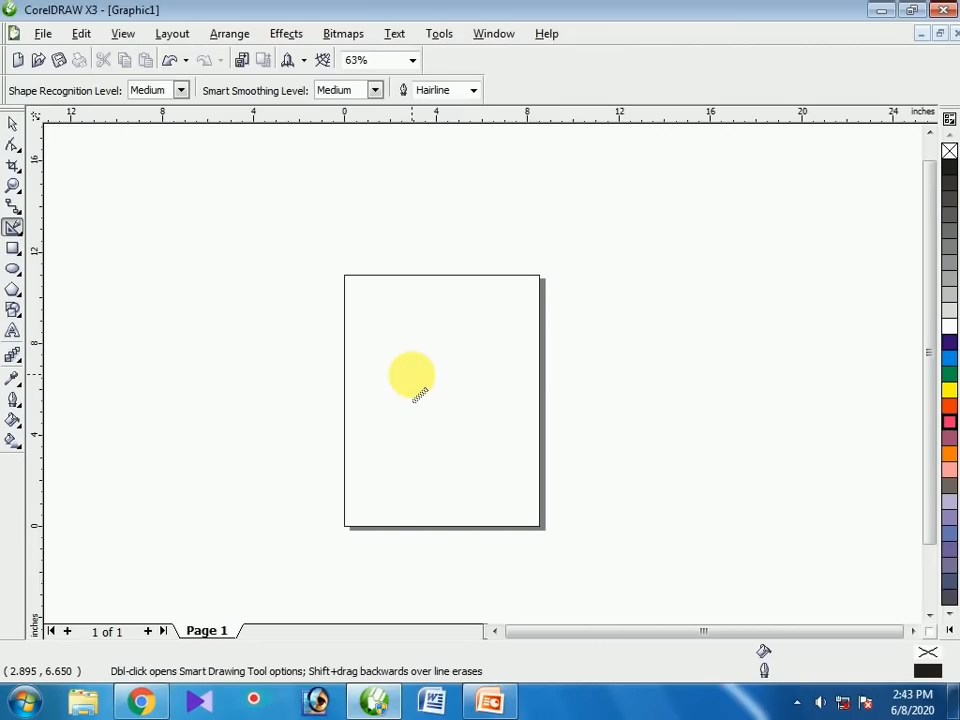 CorelDRAW X3 - [Graphic1]
File Edit View Layout Arrange Effects Bitmaps Text Tools Window Help
63%
Shape Recognition Level: Medium Smart Smoothing Level: Medium Hairline
12 8 4 0 4 8 12 16 20 24 inches
16
12
8
4
0
inches
1 of 1 Page 1
( 2.895, 6.650 ) Dbl-click opens Smart Drawing Tool options; Shift+drag backwards over line erases
2:43 PM
6/8/2020